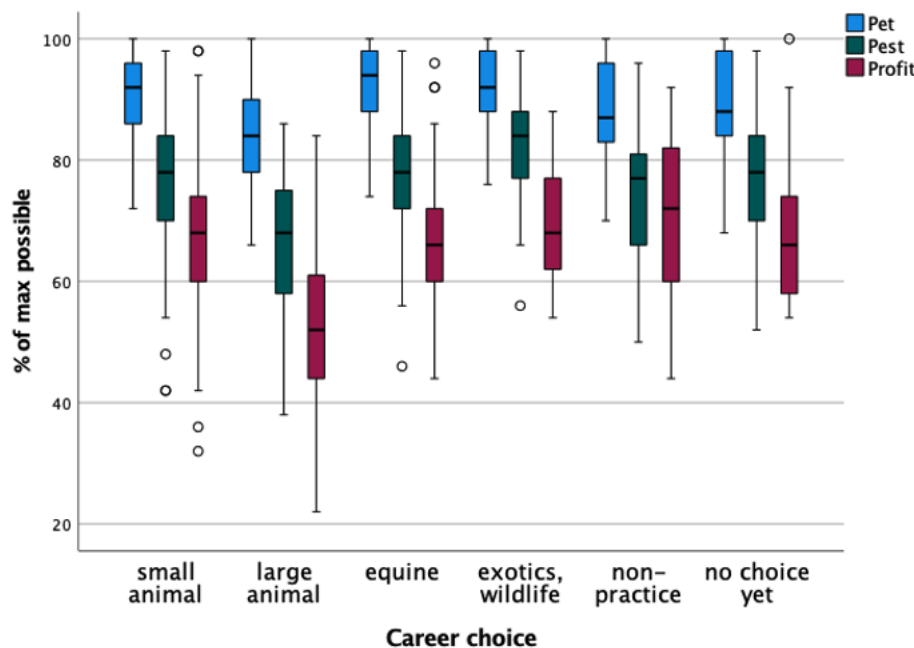 Pet
Pest
Profit
100
80
60
40
20
% of max possible
small animal
large animal
equine
exotics, wildlife
non-practice
no choice yet
Career choice